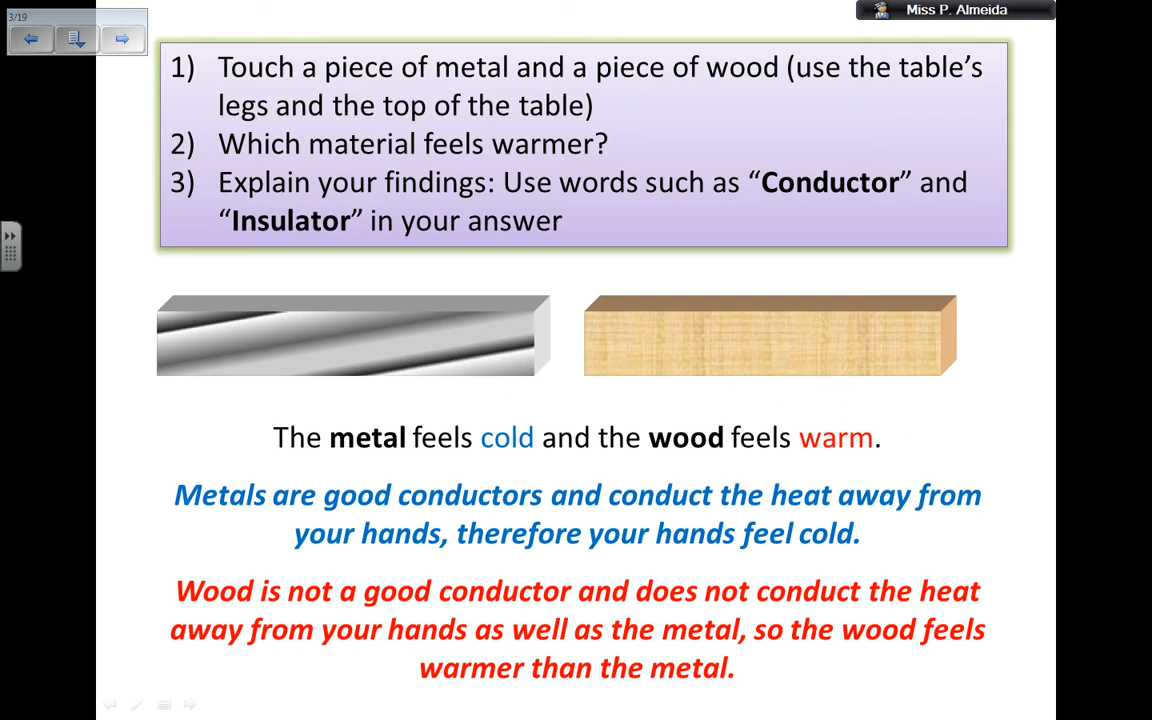 3/19
Miss P. Almeida
1) Touch a piece of metal and a piece of wood (use the table’s
legs and the top of the table)
2) Which material feels warmer?
3) Explain your findings: Use words such as “Conductor” and
“Insulator” in your answer
The metal feels cold and the wood feels warm.
Metals are good conductors and conduct the heat away from
your hands, therefore your hands feel cold.
Wood is not a good conductor and does not conduct the heat
away from your hands as well as the metal, so the wood feels
warmer than the metal.